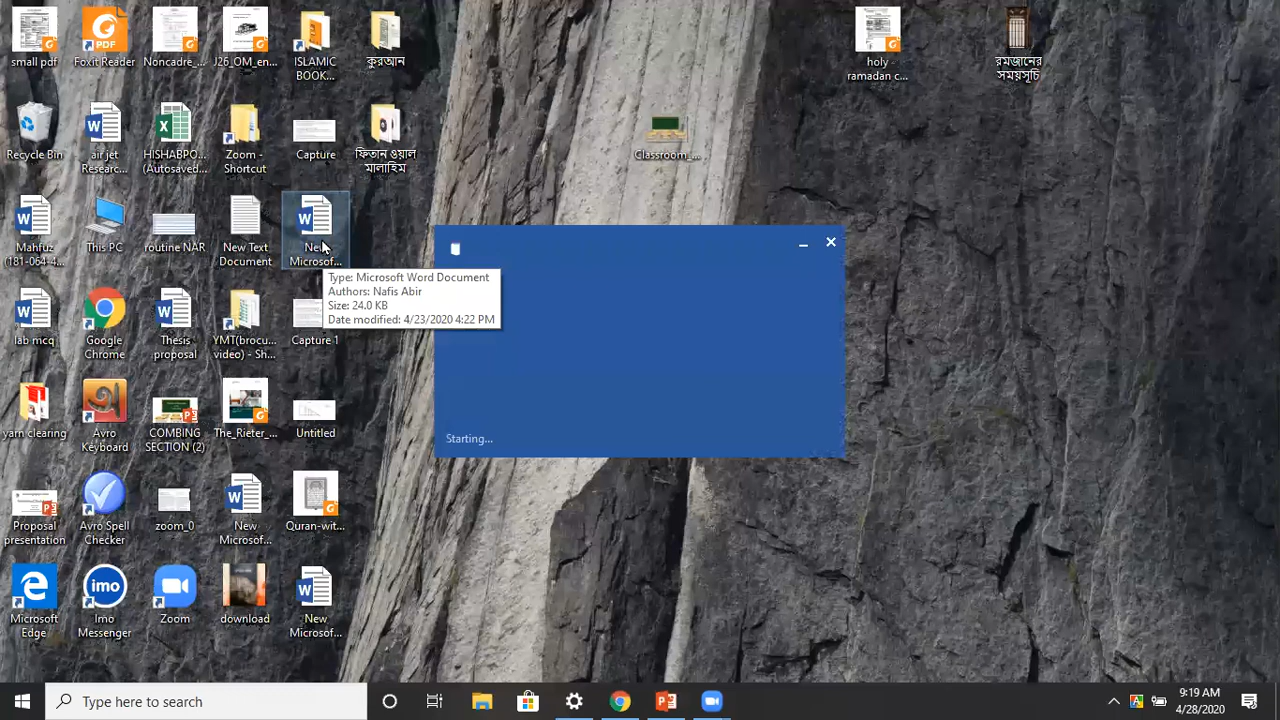 small pdf
Foxit Reader
Noncadre_...
J26_OM_en...
ISLAMIC
BOOK...
কুরআন
holy
ramadan c...
রমজানের
সময়সূচি
Recycle Bin
air jet
Researc...
HISHABPO...
(Autosaved...
Zoom -
Shortcut
Capture
ফিতান ওয়াল
মালাহিম
Classroom_...
Mahfuz
(181-064-4...
This PC
routine NAR
New Text
Document
New
Microsof...
Type: Microsoft Word Document
Authors: Nafis Abir
Size: 24.0 KB
Date modified: 4/23/2020 4:22 PM
lab mcq
Google
Chrome
Thesis
proposal
YMT(brocu...
video) - Sh...
Capture 1
Starting...
yarn clearing
Avro
Keyboard
COMBING
SECTION (2)
The_Rieter_...
Untitled
Proposal
presentation
Avro Spell
Checker
zoom_0
New
Microsof...
Quran-wit...
Microsoft
Edge
imo
Imo
Messenger
Zoom
download
New
Microsof...
Type here to search
9:19 AM
4/28/2020